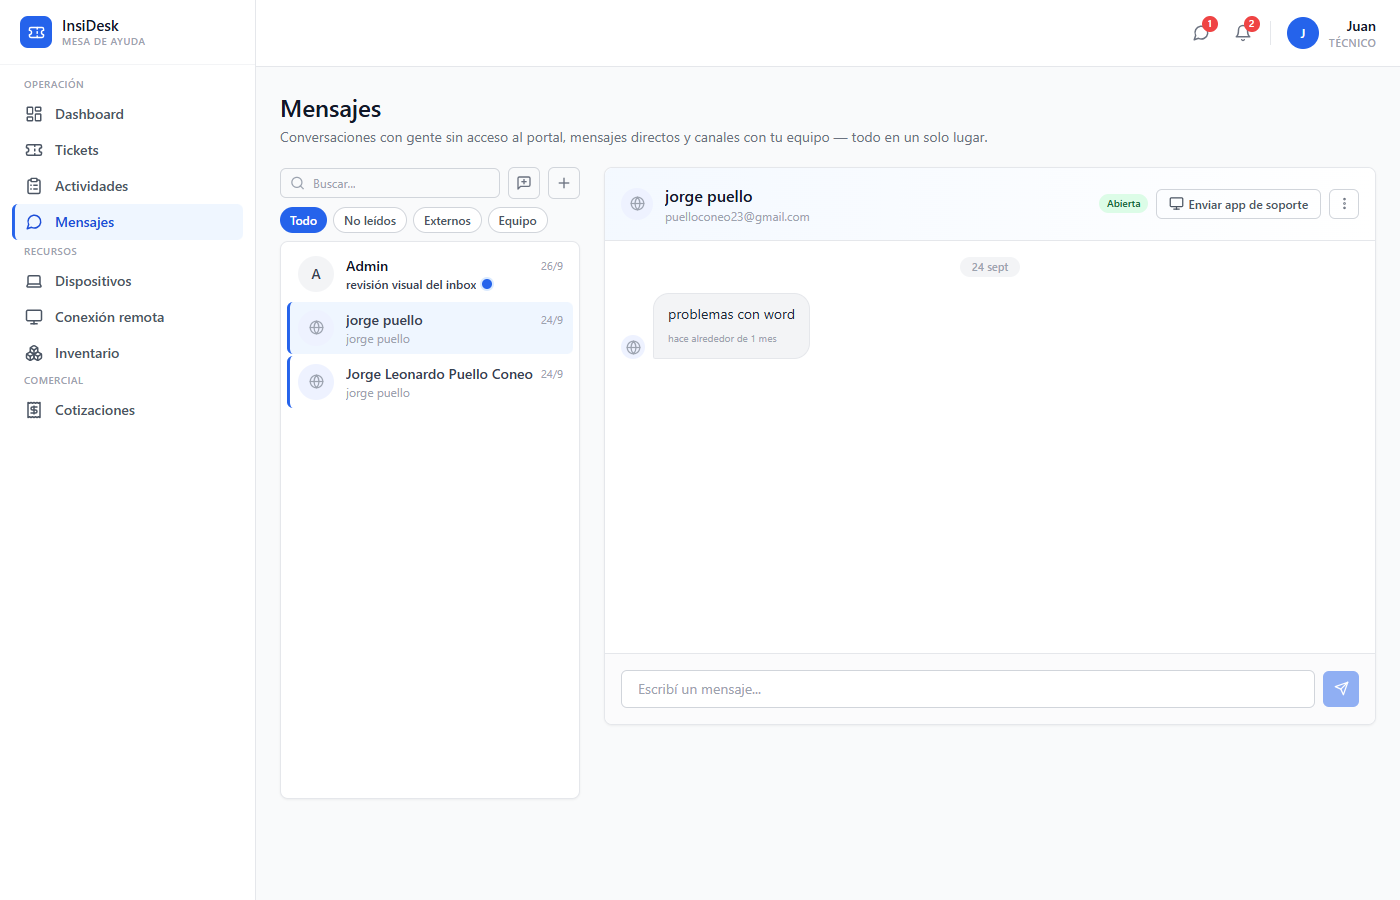 InsiDesk
MESA DE AYUDA
OPERACIÓN
Dashboard
Tickets
Actividades
Mensajes
RECURSOS
Dispositivos
Conexión remota
Inventario
COMERCIAL
Cotizaciones
1
2
J
Juan
TÉCNICO
Mensajes
Conversaciones con gente sin acceso al portal, mensajes directos y canales con tu equipo — todo en un solo lugar.
Buscar...
Todo
No leídos
Externos
Equipo
A
Admin
26/9
revisión visual del inbox
jorge puello
24/9
jorge puello
Jorge Leonardo Puello Coneo
24/9
jorge puello
jorge puello
puelloconeo23@gmail.com
Abierta
Enviar app de soporte
24 sept
problemas con word
hace alrededor de 1 mes
Escribí un mensaje...